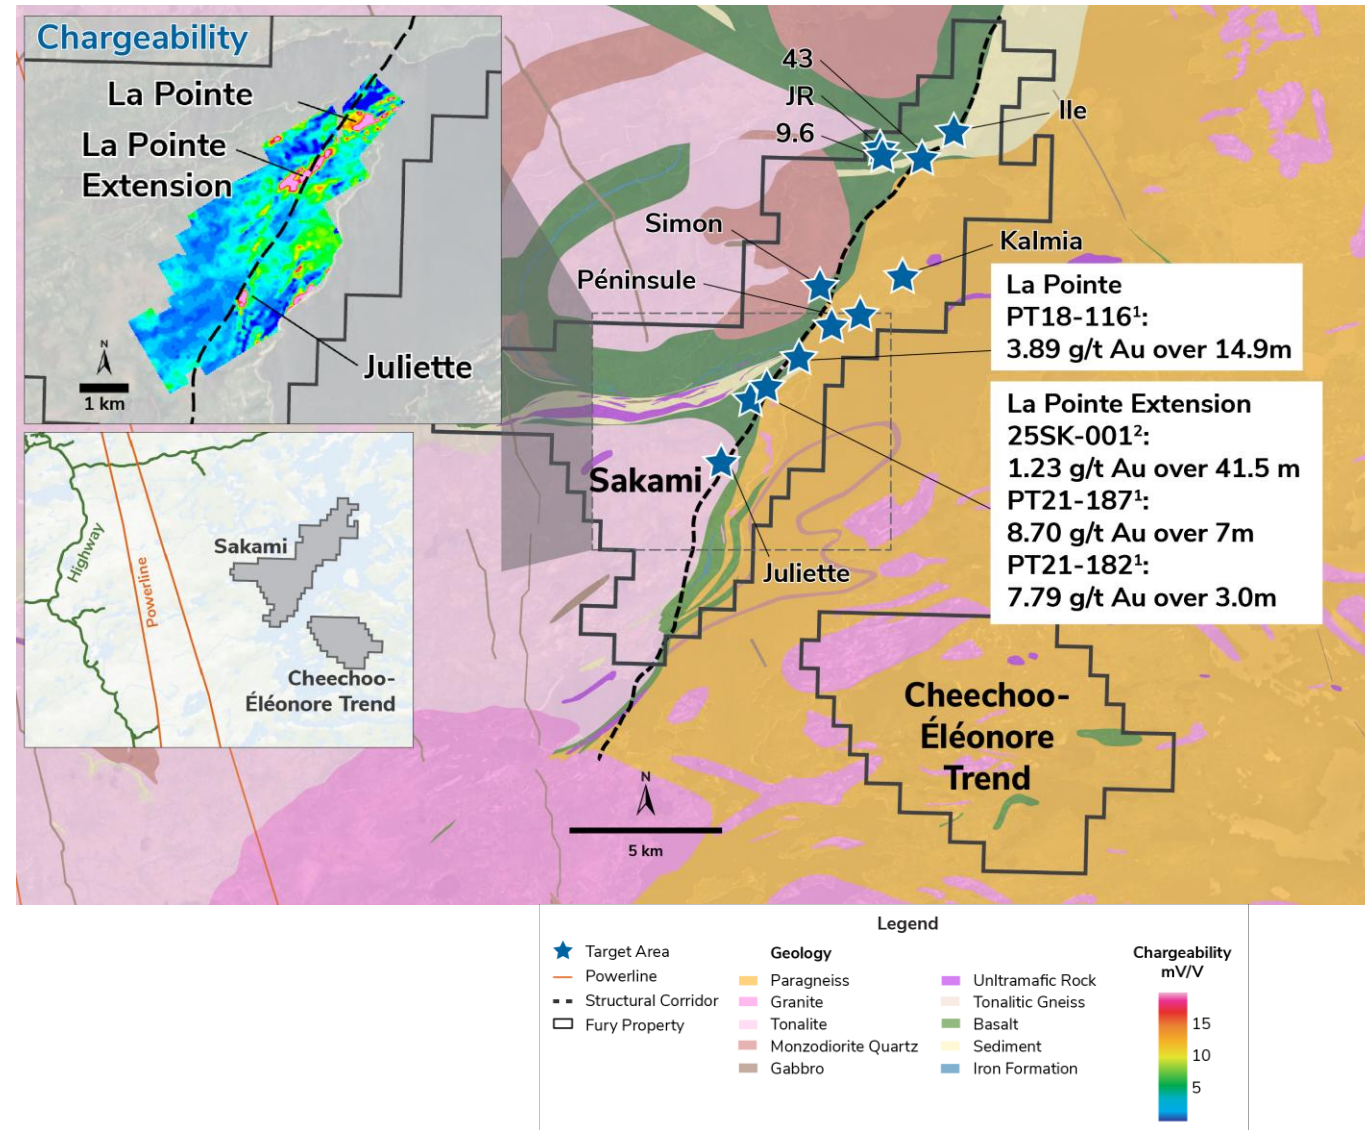 Chargeability
La Pointe
La Pointe
Extension
Juliette
N
1 km
Highway
Powerline
Sakami
Cheechoo-
Éléonore Trend
43
JR
9.6
Ile
Simon
Kalmia
Péninsule
Sakami
Juliette
La Pointe
PT18-116¹:
3.89 g/t Au over 14.9m
La Pointe Extension
25SK-001²:
1.23 g/t Au over 41.5 m
PT21-187¹:
8.70 g/t Au over 7m
PT21-182¹:
7.79 g/t Au over 3.0m
Cheechoo-
Éléonore
Trend
N
5 km
Legend
Target Area
Powerline
Structural Corridor
Fury Property
Geology
Paragneiss
Granite
Tonalite
Monzodiorite Quartz
Gabbro
Unltramafic Rock
Tonalitic Gneiss
Basalt
Sediment
Iron Formation
Chargeability
mV/V
15
10
5